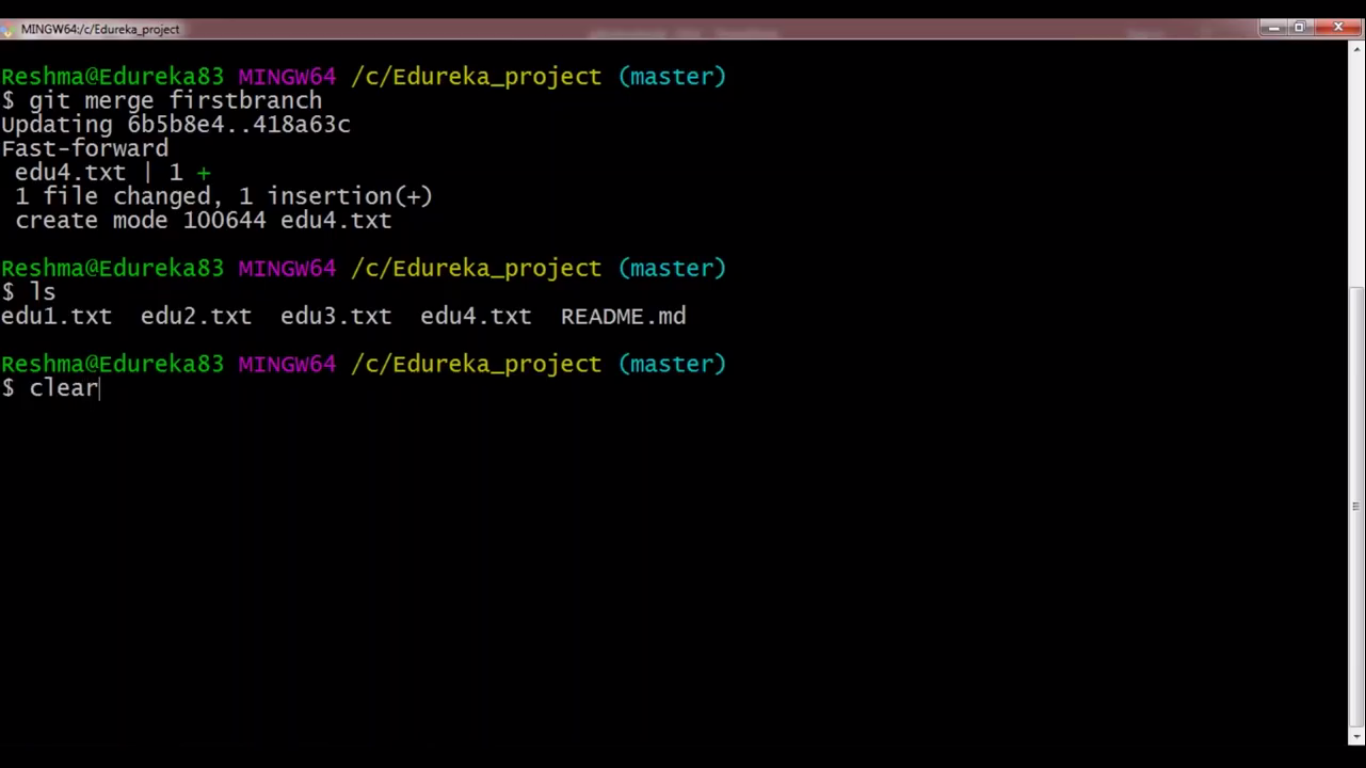 MINGW64:/c/Edureka_project
Reshma@Edureka83 MINGW64 /c/Edureka_project (master)
$ git merge firstbranch
Updating 6b5b8e4..418a63c
Fast-forward
 edu4.txt | 1 +
 1 file changed, 1 insertion(+)
 create mode 100644 edu4.txt
Reshma@Edureka83 MINGW64 /c/Edureka_project (master)
$ ls
edu1.txt  edu2.txt  edu3.txt  edu4.txt  README.md
Reshma@Edureka83 MINGW64 /c/Edureka_project (master)
$ clear